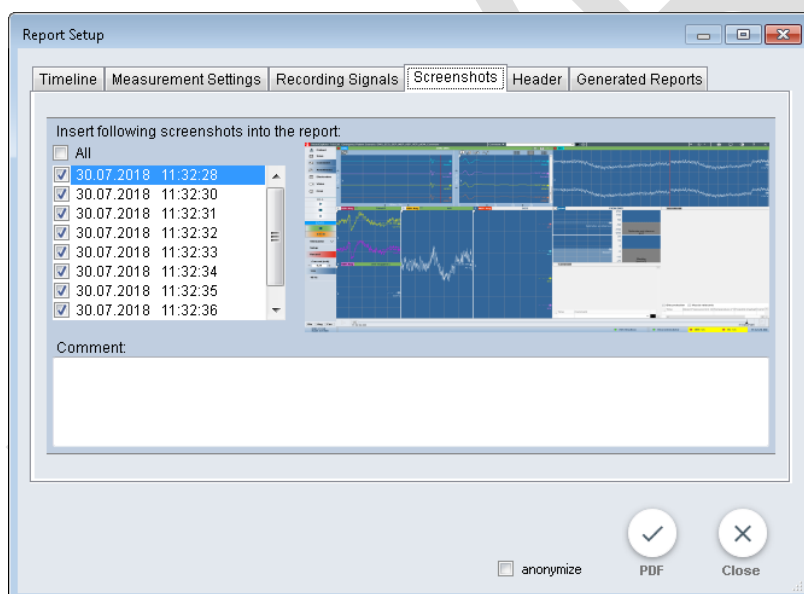 Report Setup
Timeline Measurement Settings Recording Signals Screenshots Header Generated Reports
Insert following screenshots into the report:
All
30.07.2018 11:32:28
30.07.2018 11:32:30
30.07.2018 11:32:31
30.07.2018 11:32:32
30.07.2018 11:32:33
30.07.2018 11:32:34
30.07.2018 11:32:35
30.07.2018 11:32:36
Comment:
anonymize
PDF
Close